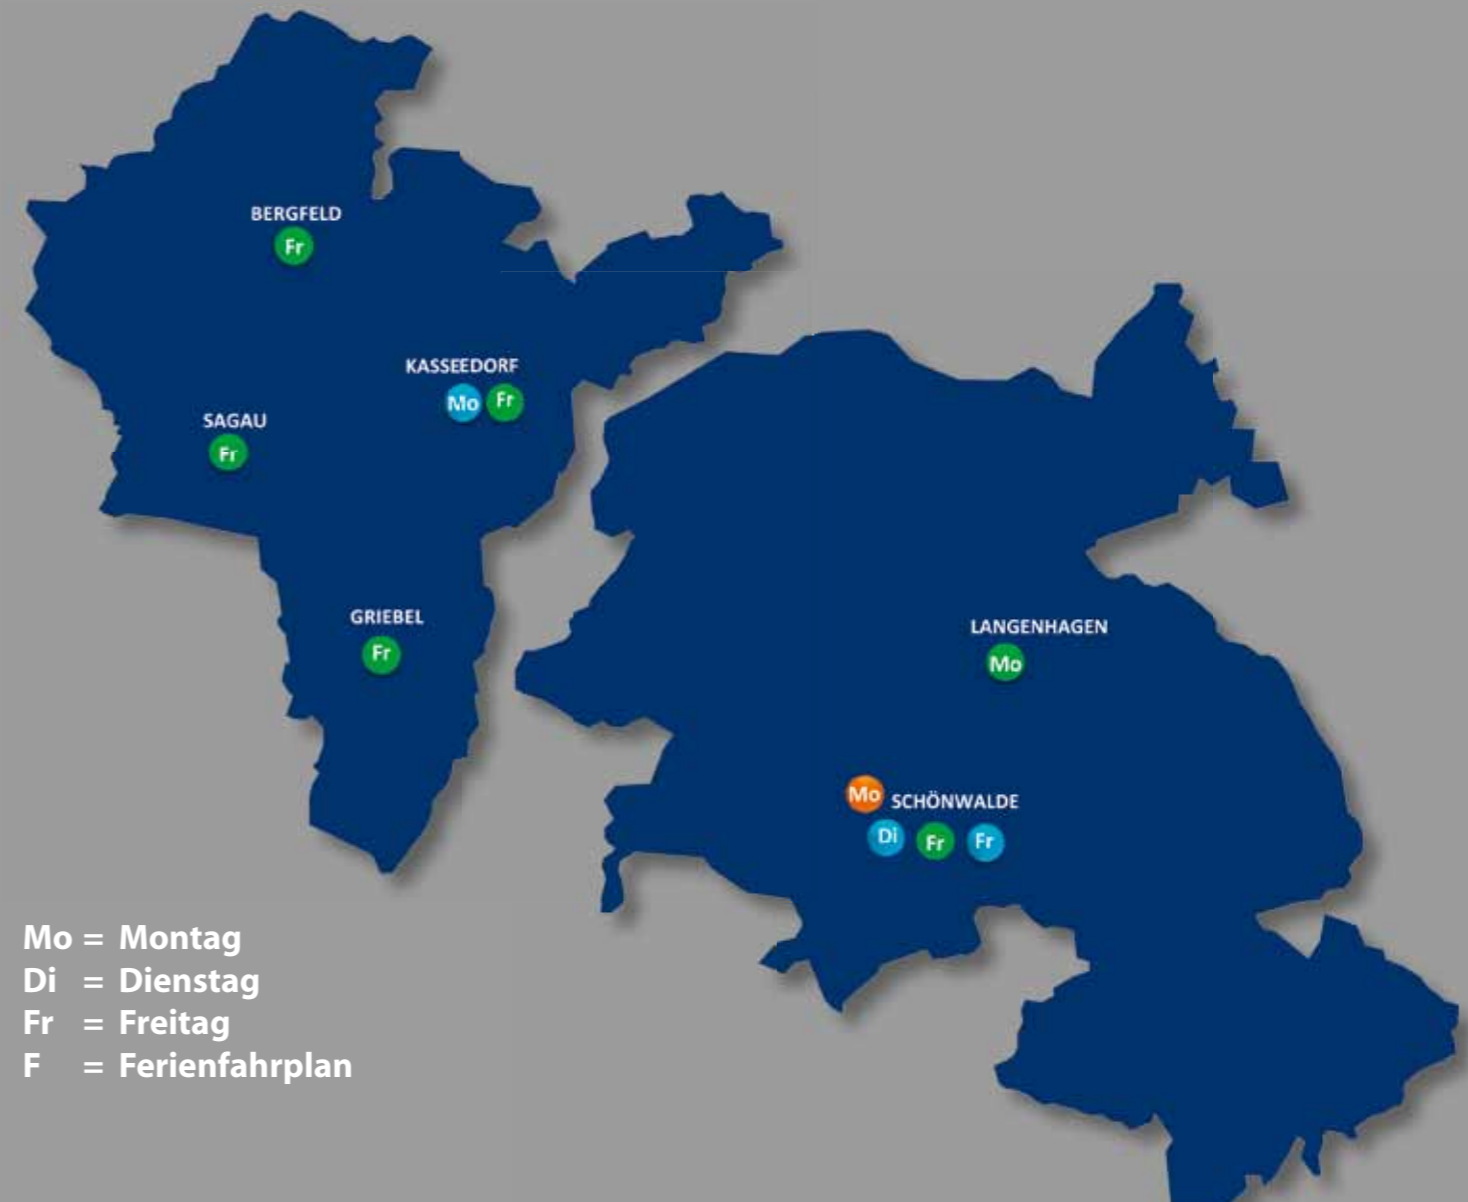 BERGFELD
Fr
KASSEEDORF
Mo Fr
SAGAU
Fr
GRIEBEL
Fr
LANGENHAGEN
Mo
Mo SCHÖNWALDE
Di Fr Fr
Mo = Montag
Di = Dienstag
Fr = Freitag
F = Ferienfahrplan